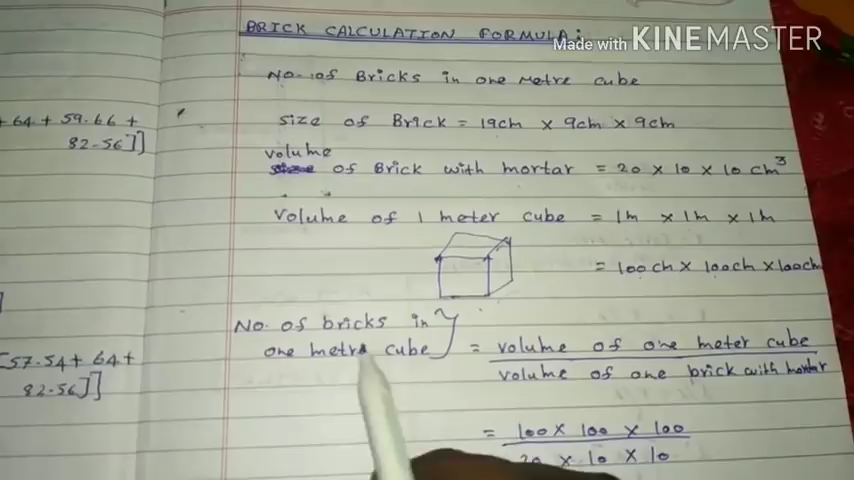 BRICK CALCULATION FORMULA:
Made with KINEMASTER
No. of Bricks in one Metre cube
+ 64 + 59.66 +
82-56]]
size of Brick = 19cm x 9cm x 9cm
volume
of Brick with mortar = 20 x 10 x 10 cm³
Volume of 1 meter cube = 1m x 1m x 1m
= 100cm x 100cm x 100cm
No. of bricks in
one metre cube = volume of one meter cube
volume of one brick with mortar
[57.54 + 64 +
82-56]]
= 100 x 100 x 100
20 x 10 x 10